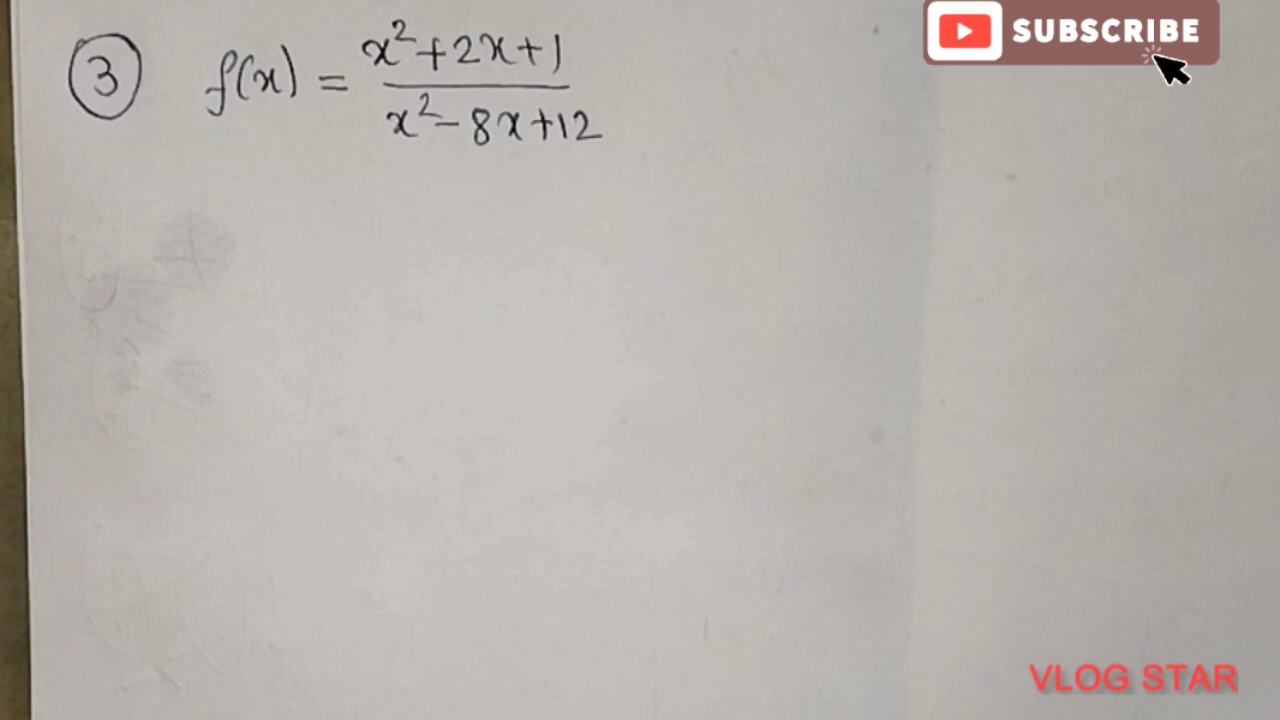 ③ f(x) = x²+2x+1 / x²-8x+12
SUBSCRIBE
VLOG STAR